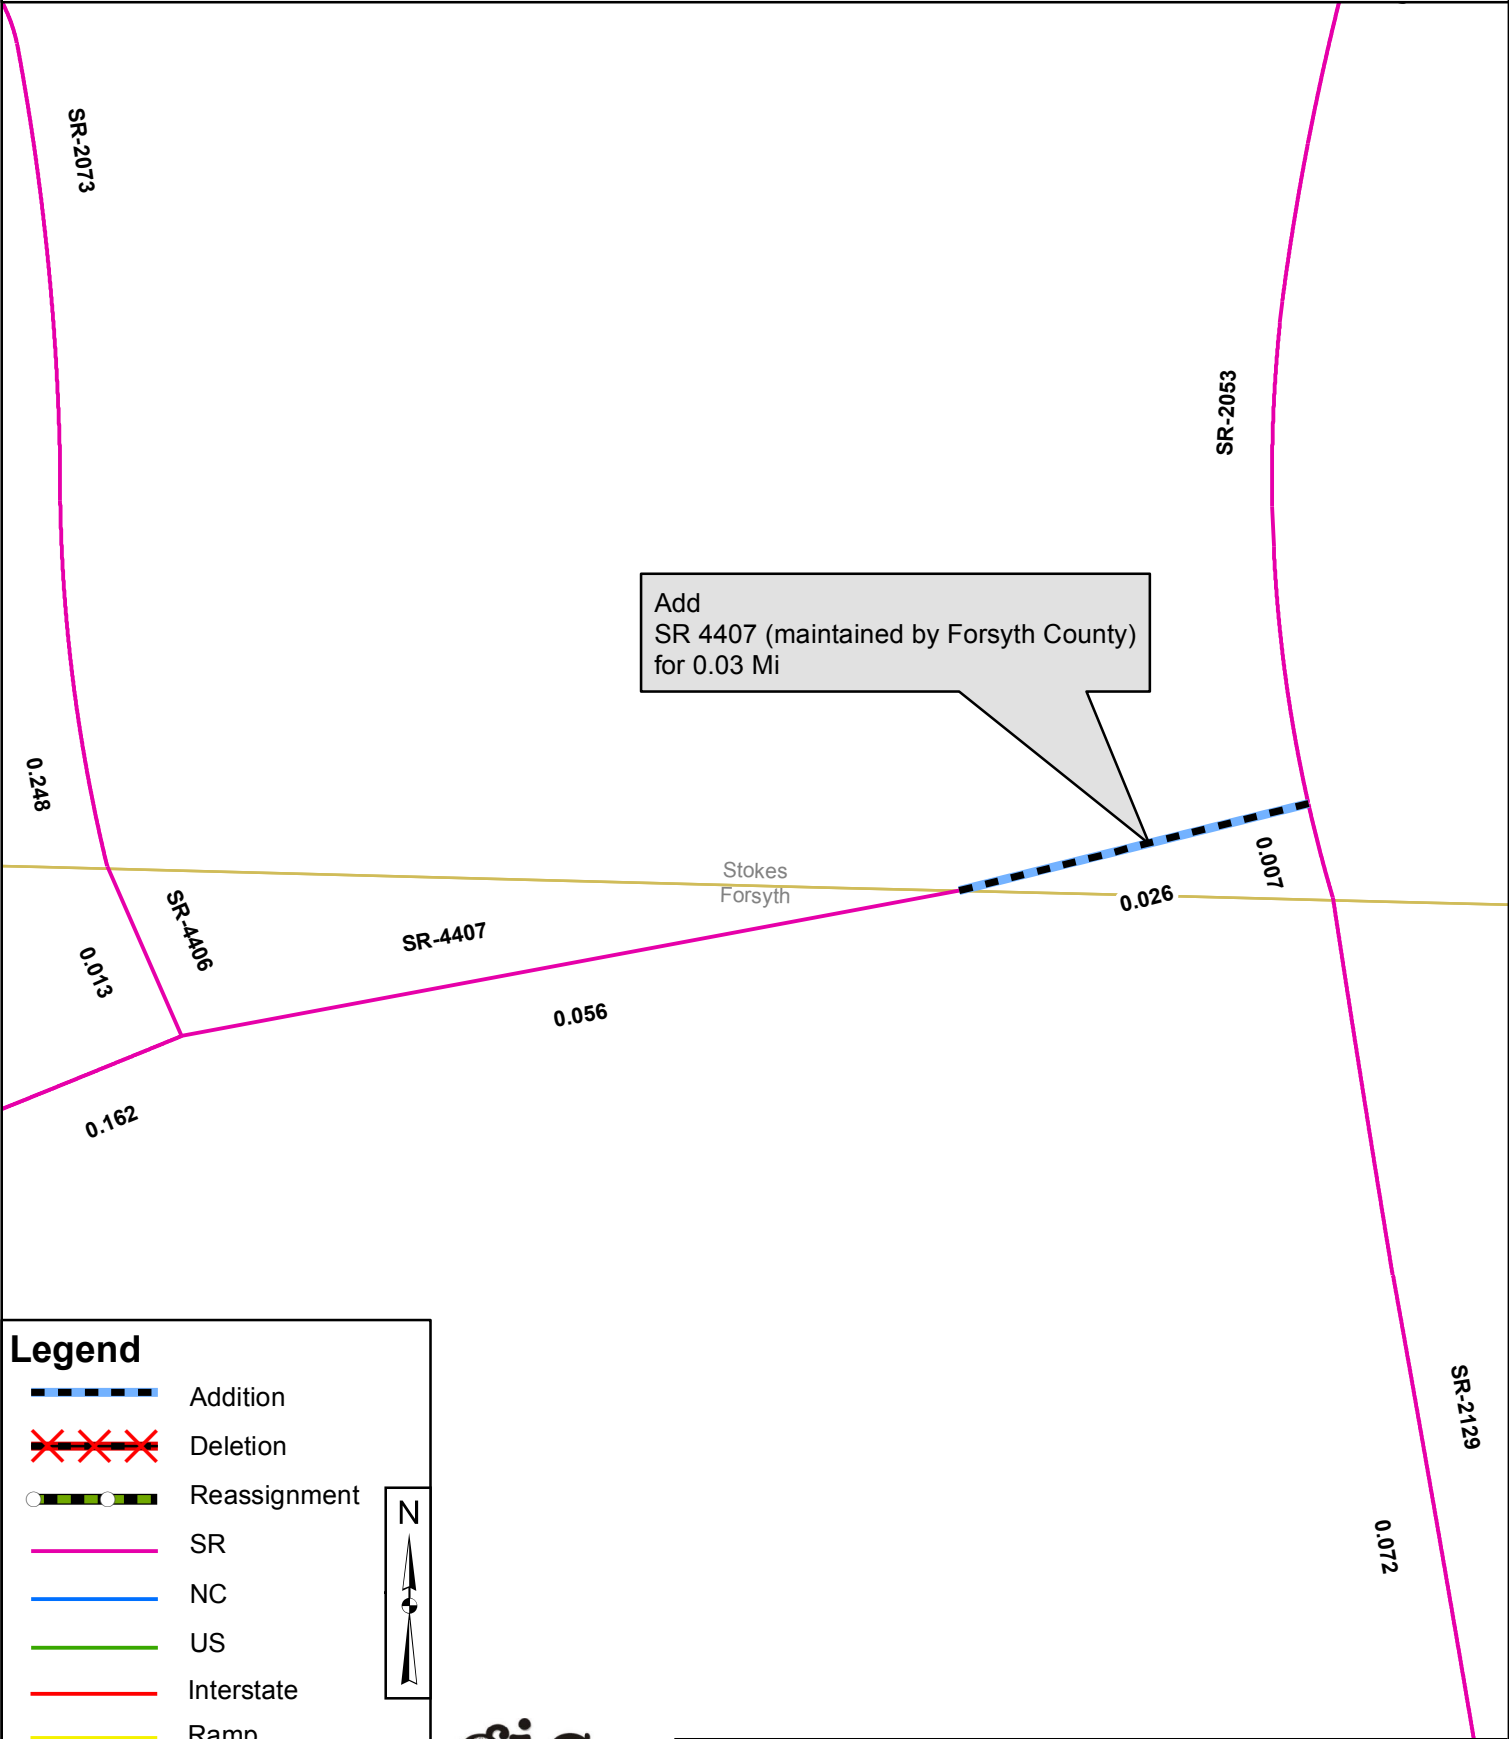 SR-2073
SR-2053
Add
SR 4407 (maintained by Forsyth County)
for 0.03 Mi
0.248
0.007
Stokes
Forsyth
0.026
SR-4406
SR-4407
0.013
0.056
0.162
Legend
Addition
Deletion
Reassignment
SR
NC
US
Interstate
Ramp
N
SR-2129
0.072